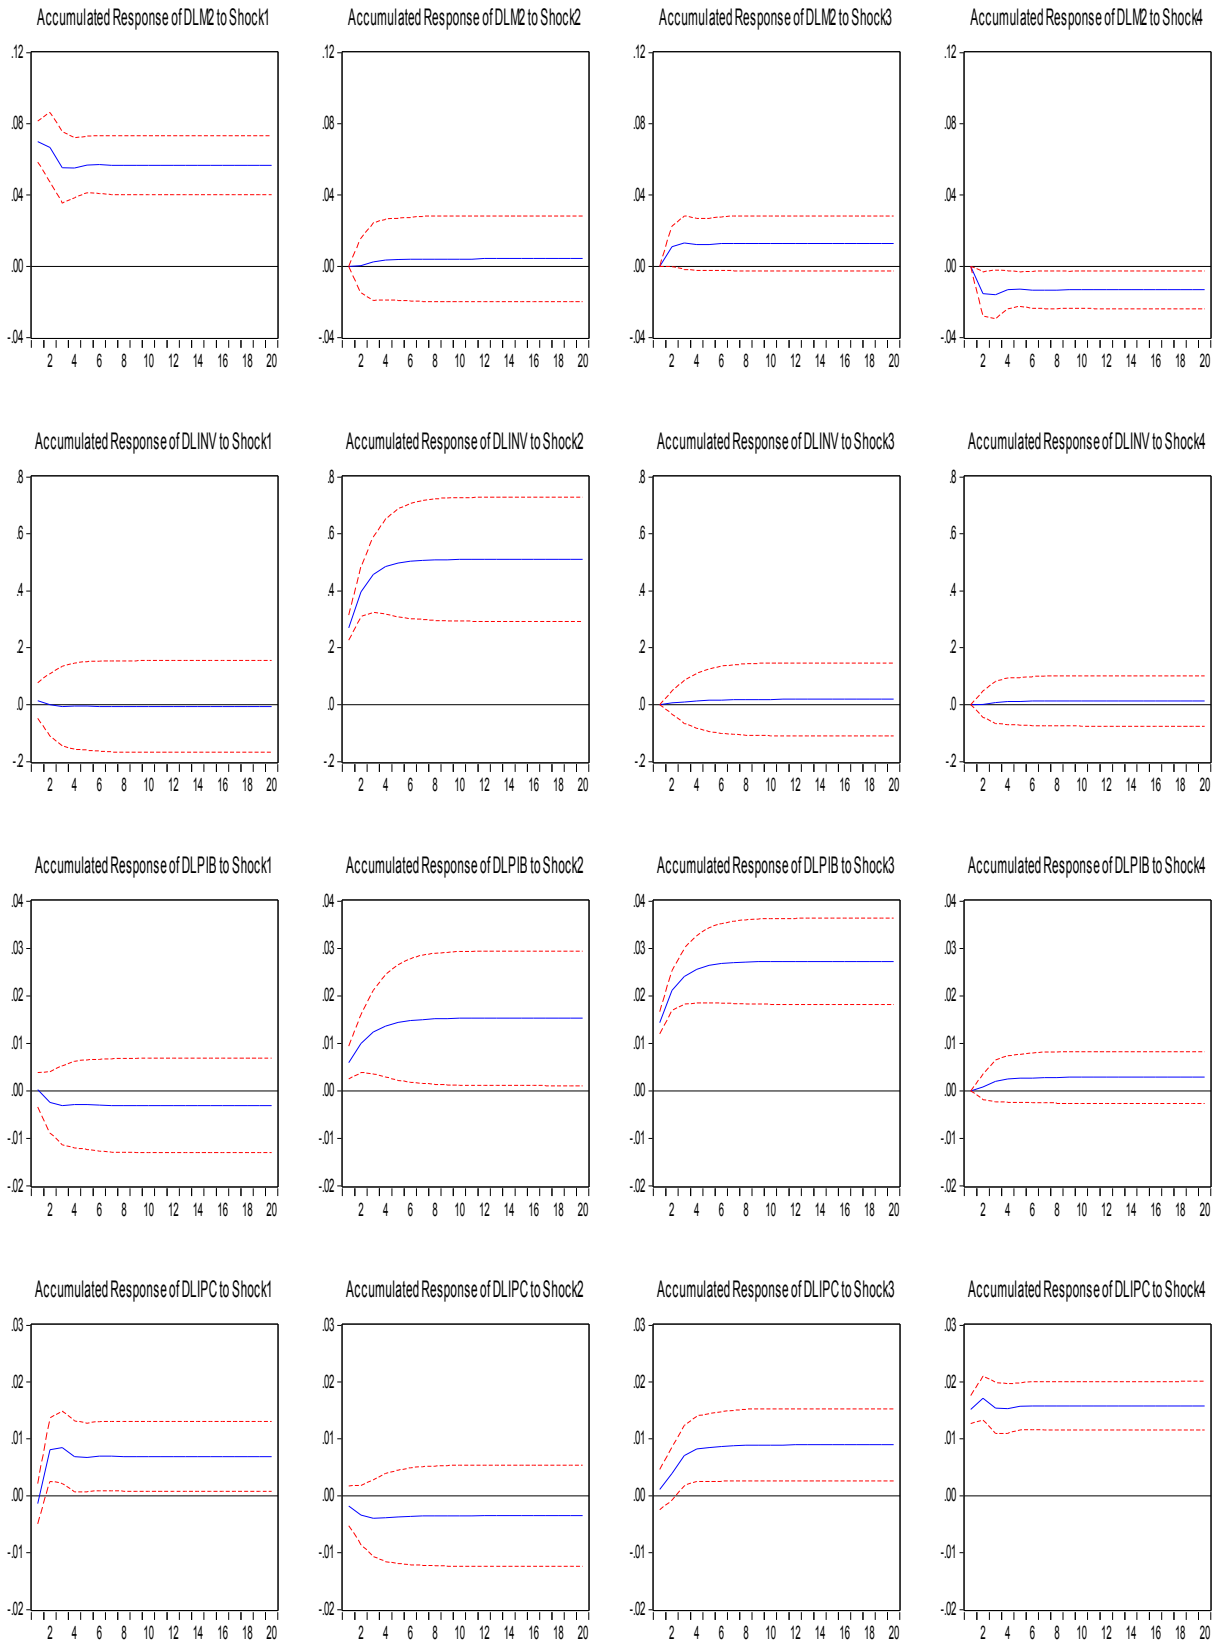 Accumulated Response of DLM2 to Shock1
Accumulated Response of DLM2 to Shock2
Accumulated Response of DLM2 to Shock3
Accumulated Response of DLM2 to Shock4
.12 .12 .12 .12
.08 .08 .08 .08
.04 .04 .04 .04
.00 .00 .00 .00
-.04 -.04 -.04 -.04
2 4 6 8 10 12 14 16 18 20
2 4 6 8 10 12 14 16 18 20
2 4 6 8 10 12 14 16 18 20
2 4 6 8 10 12 14 16 18 20
Accumulated Response of DLINV to Shock1
Accumulated Response of DLINV to Shock2
Accumulated Response of DLINV to Shock3
Accumulated Response of DLINV to Shock4
.8 .8 .8 .8
.6 .6 .6 .6
.4 .4 .4 .4
.2 .2 .2 .2
.0 .0 .0 .0
-.2 -.2 -.2 -.2
2 4 6 8 10 12 14 16 18 20
2 4 6 8 10 12 14 16 18 20
2 4 6 8 10 12 14 16 18 20
2 4 6 8 10 12 14 16 18 20
Accumulated Response of DLPIB to Shock1
Accumulated Response of DLPIB to Shock2
Accumulated Response of DLPIB to Shock3
Accumulated Response of DLPIB to Shock4
.04 .04 .04 .04
.03 .03 .03 .03
.02 .02 .02 .02
.01 .01 .01 .01
.00 .00 .00 .00
-.01 -.01 -.01 -.01
-.02 -.02 -.02 -.02
2 4 6 8 10 12 14 16 18 20
2 4 6 8 10 12 14 16 18 20
2 4 6 8 10 12 14 16 18 20
2 4 6 8 10 12 14 16 18 20
Accumulated Response of DLIPC to Shock1
Accumulated Response of DLIPC to Shock2
Accumulated Response of DLIPC to Shock3
Accumulated Response of DLIPC to Shock4
.03 .03 .03 .03
.02 .02 .02 .02
.01 .01 .01 .01
.00 .00 .00 .00
-.01 -.01 -.01 -.01
-.02 -.02 -.02 -.02
2 4 6 8 10 12 14 16 18 20
2 4 6 8 10 12 14 16 18 20
2 4 6 8 10 12 14 16 18 20
2 4 6 8 10 12 14 16 18 20